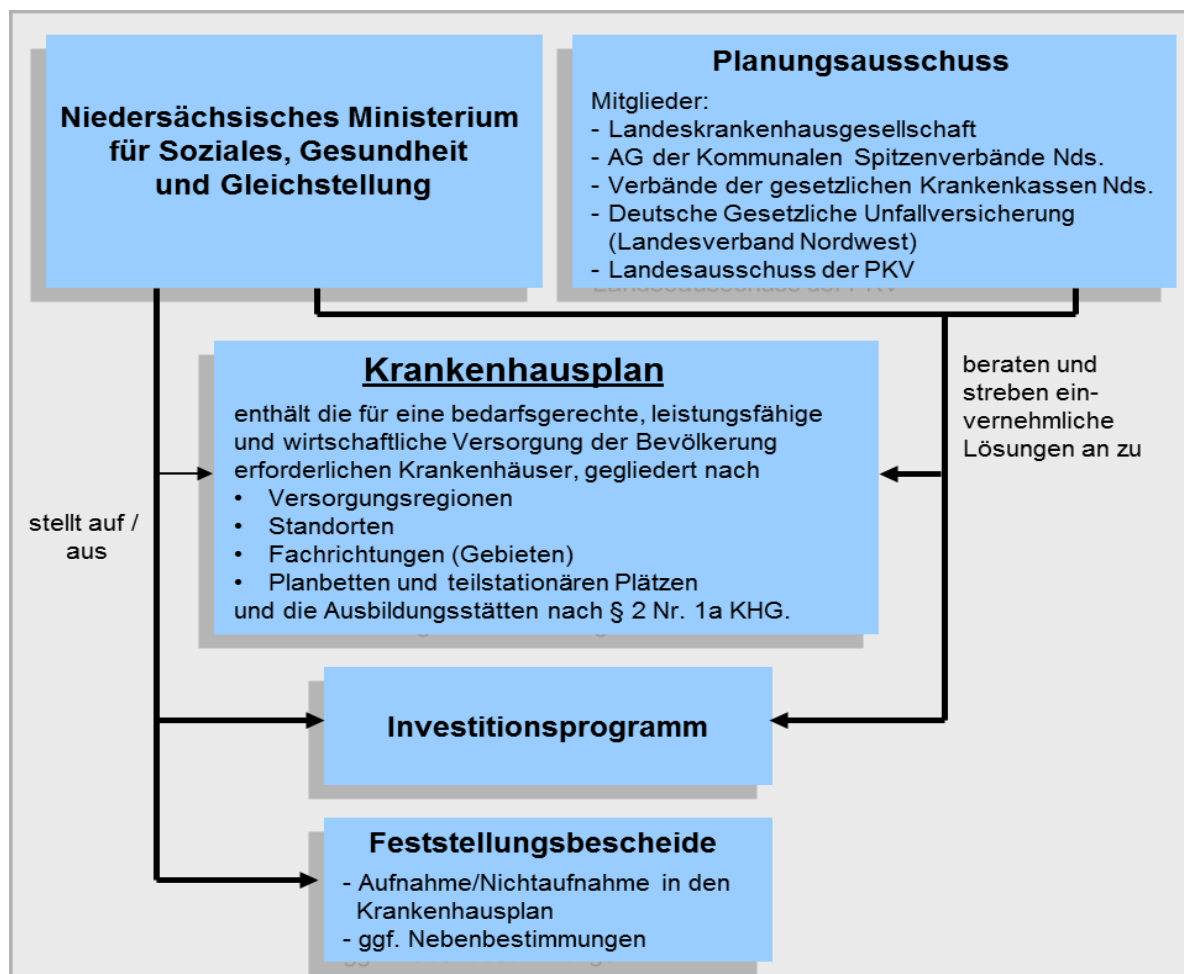 Niedersächsisches Ministerium
für Soziales, Gesundheit
und Gleichstellung
Planungsausschuss
Mitglieder:
- Landeskrankenhausgesellschaft
- AG der Kommunalen Spitzenverbände Nds.
- Verbände der gesetzlichen Krankenkassen Nds.
- Deutsche Gesetzliche Unfallversicherung
(Landesverband Nordwest)
- Landesausschuss der PKV
Krankenhausplan
enthält die für eine bedarfsgerechte, leistungsfähige
und wirtschaftliche Versorgung der Bevölkerung
erforderlichen Krankenhäuser, gegliedert nach
• Versorgungsregionen
• Standorten
• Fachrichtungen (Gebieten)
• Planbetten und teilstationären Plätzen
und die Ausbildungsstätten nach § 2 Nr. 1a KHG.
beraten und
streben ein-
vernehmliche
Lösungen an zu
stellt auf /
aus
Investitionsprogramm
Feststellungsbescheide
- Aufnahme/Nichtaufnahme in den
Krankenhausplan
- ggf. Nebenbestimmungen